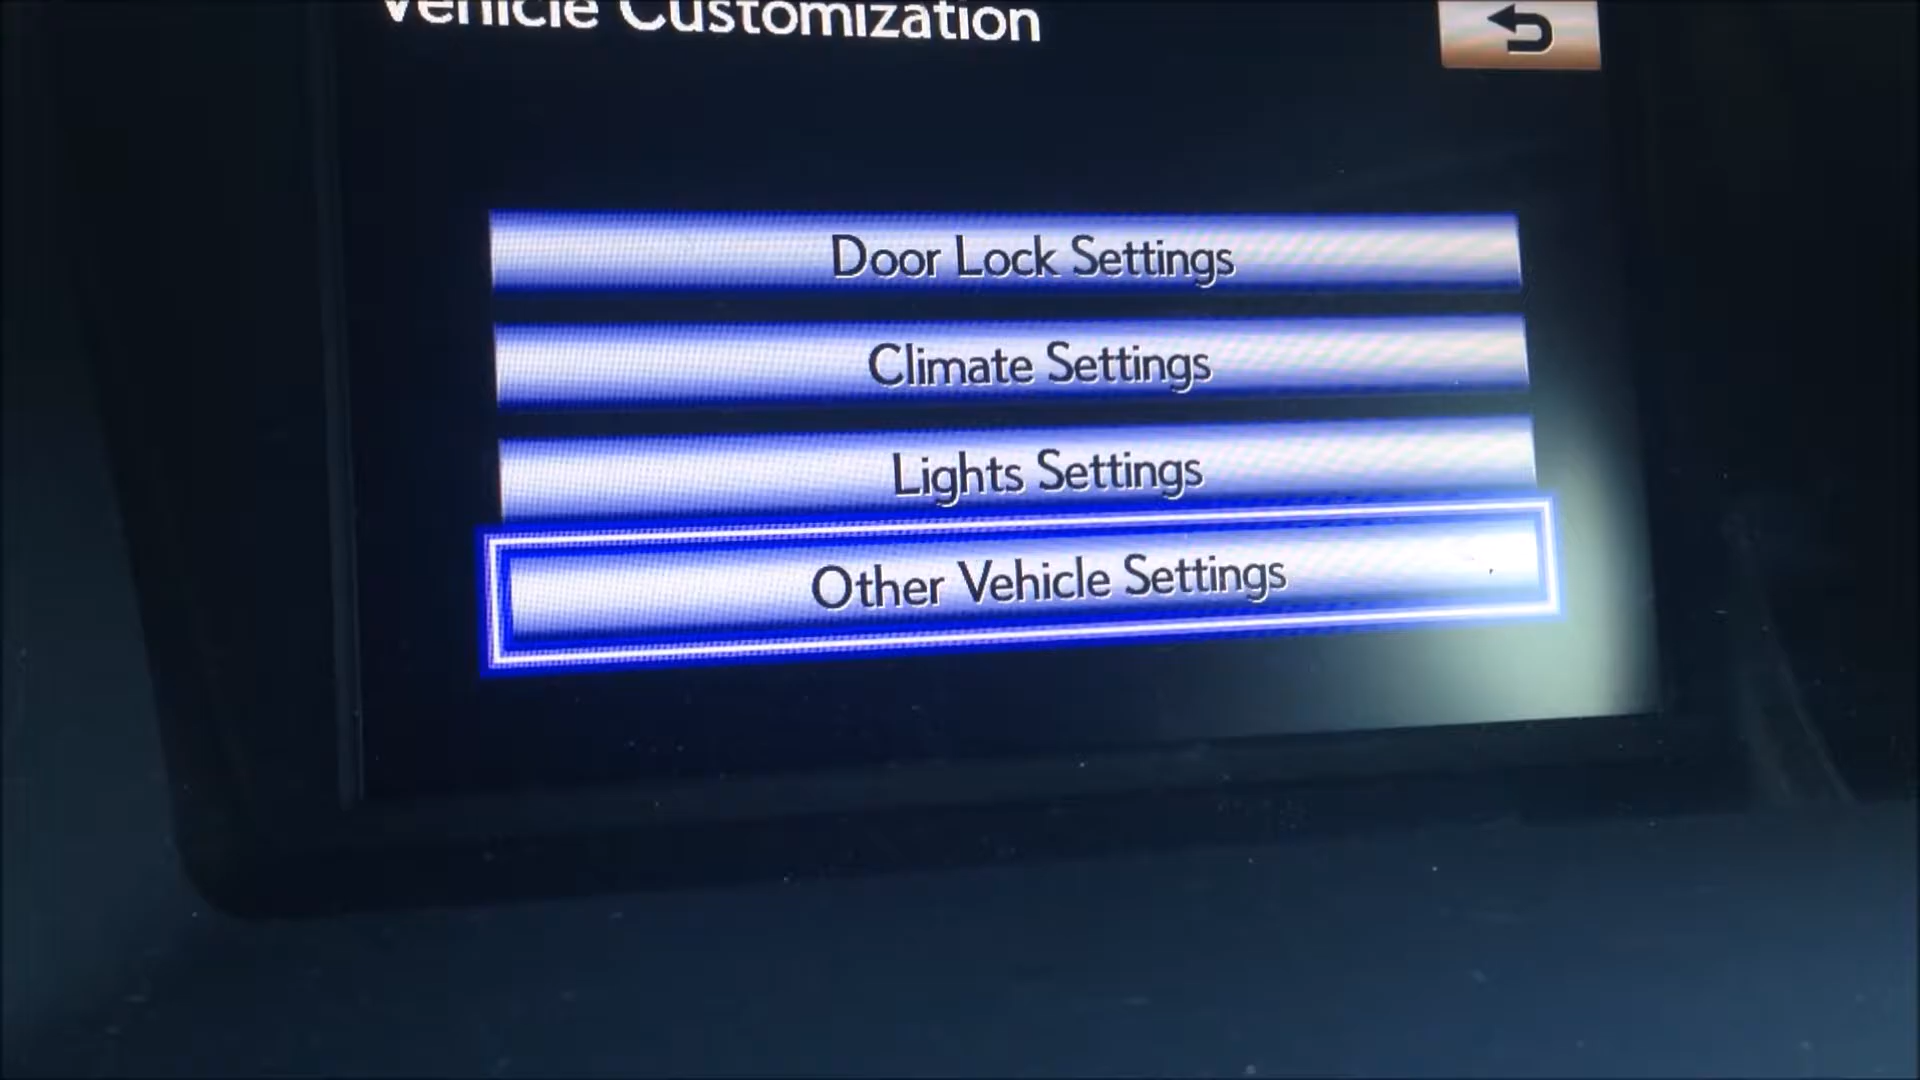 Vehicle Customization
Door Lock Settings
Climate Settings
Lights Settings
Other Vehicle Settings